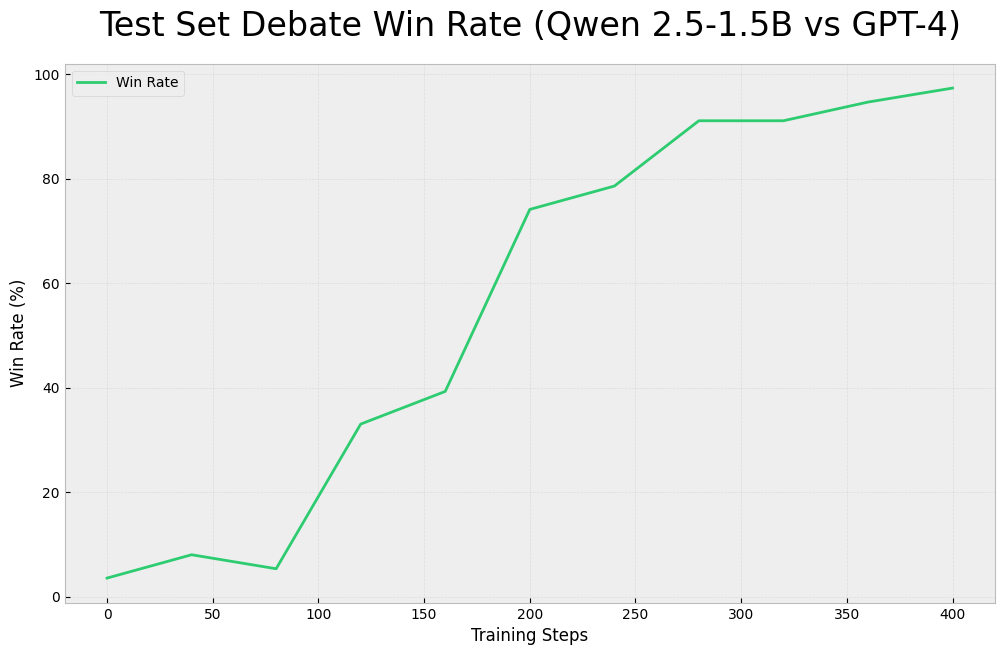 Test Set Debate Win Rate (Qwen 2.5-1.5B vs GPT-4)
Win Rate
Win Rate (%)
100
80
60
40
20
0
0 50 100 150 200 250 300 350 400
Training Steps